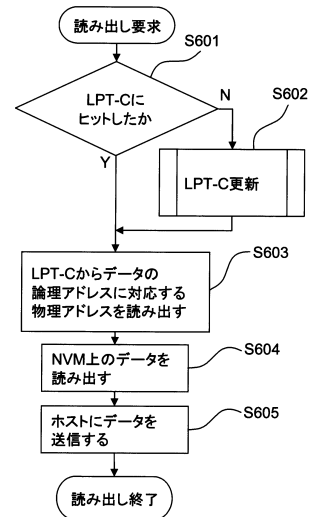 読み出し要求
S601
LPT-Cに
ヒットしたか
N
S602
Y
LPT-C更新
S603
LPT-Cからデータの
論理アドレスに対応する
物理アドレスを読み出す
S604
NVM上のデータを
読み出す
S605
ホストにデータを
送信する
読み出し終了